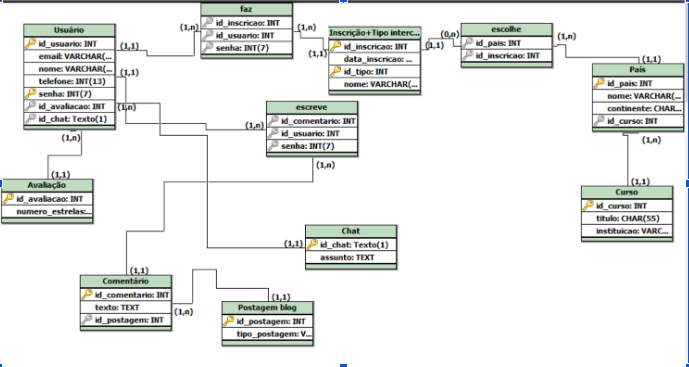 Usuário
id_usuario: INT
email: VARCHAR(...
nome: VARCHAR(...
telefone: INT(13)
senha: INT(7)
id_avaliacao: INT
id_chat: Texto(1)
(1,1)
(1,1)
(1,n)
(1,n)
faz
id_inscricao: INT
id_usuario: INT
senha: INT(7)
(1,n)
(1,n)
(1,1)
Inscrição+Tipo interc...
id_inscricao: INT
data_inscricao: ...
id_tipo: INT
nome: VARCHAR(...
(0,n)
(1,1)
escolhe
id_pais: INT
id_inscricao: INT
(1,n)
(1,1)
País
id_pais: INT
nome: VARCHAR(...
continente: CHAR...
id_curso: INT
(1,n)
(1,1)
Curso
id_curso: INT
titulo: CHAR(55)
instituicao: VARC...
escreve
id_comentario: INT
id_usuario: INT
senha: INT(7)
(1,n)
(1,n)
(1,1)
Avaliação
id_avaliacao: INT
numero_estrelas:...
(1,1)
Chat
id_chat: Texto(1)
assunto: TEXT
(1,1)
Comentário
id_comentario: INT
texto: TEXT
id_postagem: INT
(1,n)
(1,1)
Postagem blog
id_postagem: INT
tipo_postagem: V...